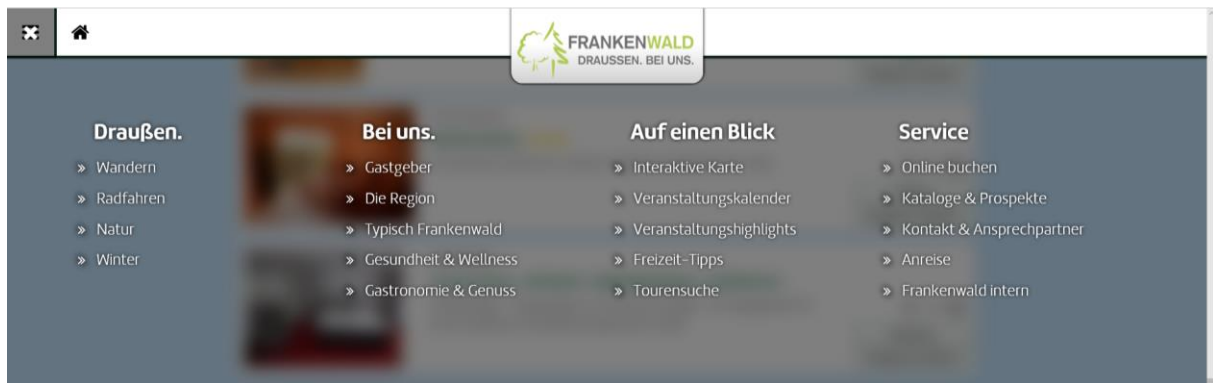 FRANKENWALD
DRAUSSEN. BEI UNS.
Draußen.
» Wandern
» Radfahren
» Natur
» Winter
Bei uns.
» Gastgeber
» Die Region
» Typisch Frankenwald
» Gesundheit & Wellness
» Gastronomie & Genuss
Auf einen Blick
» Interaktive Karte
» Veranstaltungskalender
» Veranstaltungshighlights
» Freizeit-Tipps
» Tourensuche
Service
» Online buchen
» Kataloge & Prospekte
» Kontakt & Ansprechpartner
» Anreise
» Frankenwald intern